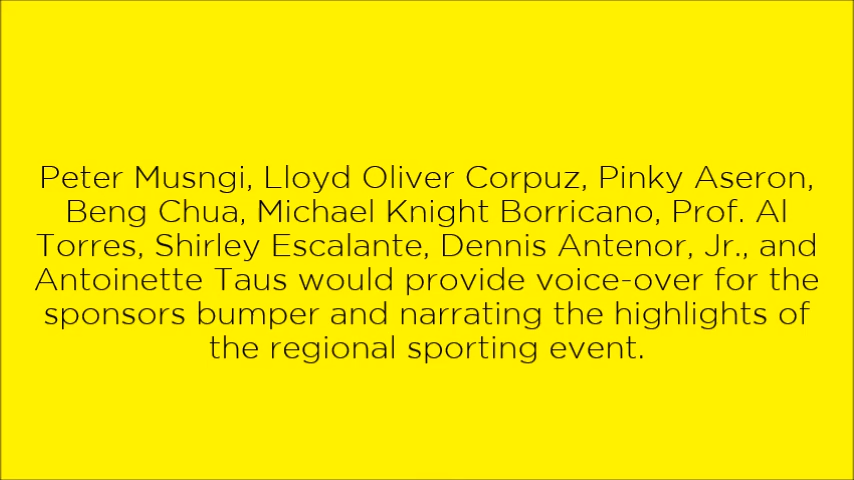 Peter Musngi, Lloyd Oliver Corpuz, Pinky Aseron,
Beng Chua, Michael Knight Borricano, Prof. Al
Torres, Shirley Escalante, Dennis Antenor, Jr., and
Antoinette Taus would provide voice-over for the
sponsors bumper and narrating the highlights of
the regional sporting event.